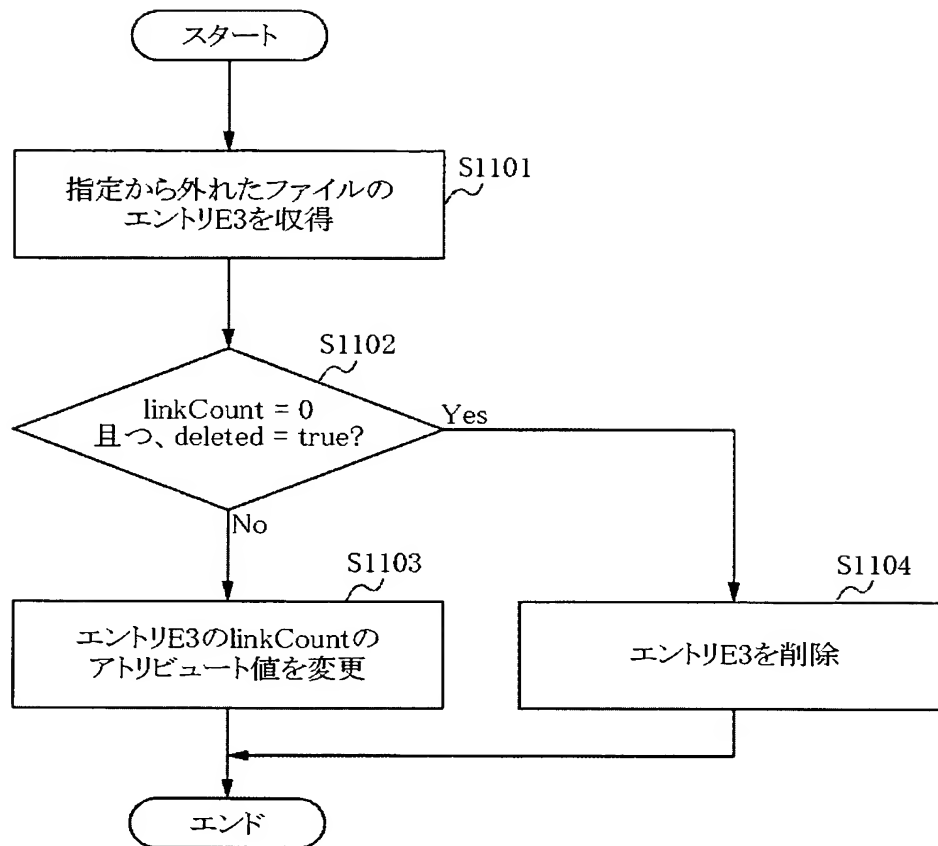 スタート
S1101
指定から外れたファイルの
エントリE3を収得
S1102
linkCount = 0
且つ、deleted = true?
Yes
No
S1103
エントリE3のlinkCountの
アトリビュート値を変更
S1104
エントリE3を削除
エンド